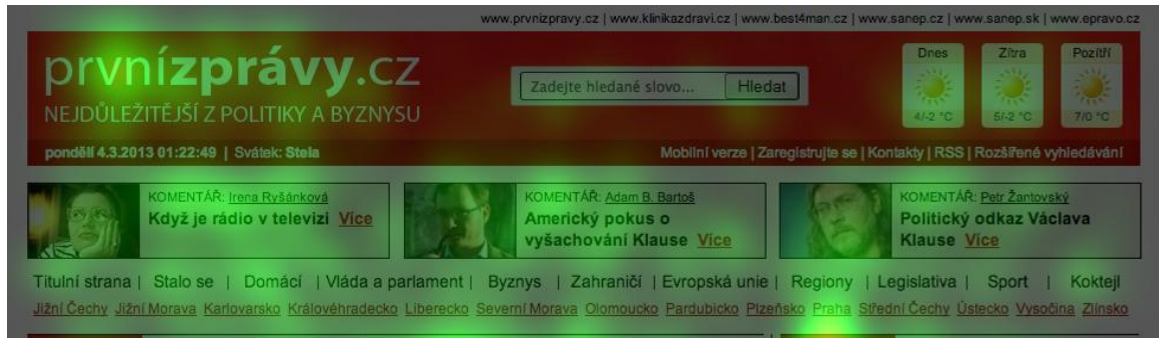 www.prvnizpravy.cz | www.klinikazdravi.cz | www.best4man.cz | www.sanep.cz | www.sanep.sk | www.epravo.cz
prvnízprávy.cz
NEJDŮLEŽITĚJŠÍ Z POLITIKY A BYZNYSU
Zadejte hledané slovo... Hledat
Dnes Zítra Pozítří
4/-2 °C 5/-2 °C 7/0 °C
pondělí 4.3.2013 01:22:49 | Svátek: Stela
Mobilní verze | Zaregistrujte se | Kontakty | RSS | Rozšířené vyhledávání
KOMENTÁŘ: Irena Ryšánková
Když je rádio v televizi Více
KOMENTÁŘ: Adam B. Bartoš
Americký pokus o
vyšachování Klause Více
KOMENTÁŘ: Petr Žantovský
Politický odkaz Václava
Klause Více
Titulní strana | Stalo se | Domácí | Vláda a parlament | Byznys | Zahraničí | Evropská unie | Regiony | Legislativa | Sport | Koktejl
Jižní Čechy Jižní Morava Karlovarsko Královéhradecko Liberecko Severní Morava Olomoucko Pardubicko Plzeňsko Praha Střední Čechy Ústecko Vysočina Zlínsko